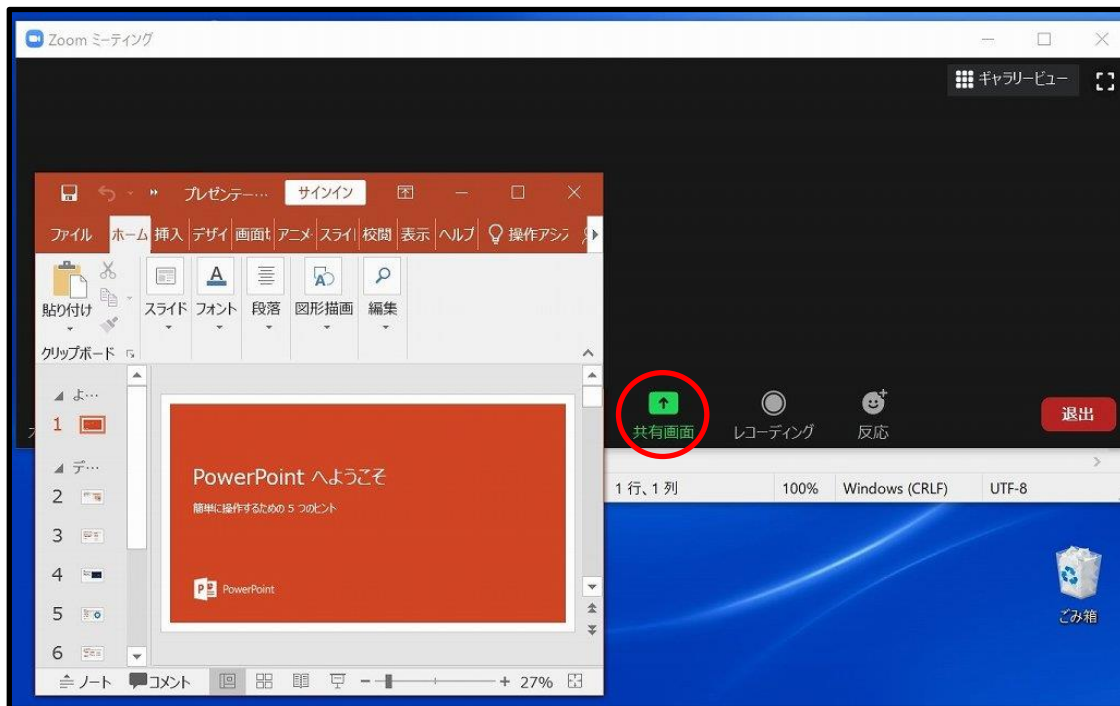 Zoom ミーティング
ギャラリービュー
プレゼンテー… サインイン
ファイル ホーム 挿入 デザイ 画面 アニメ スライ 校閲 表示 ヘルプ 操作アシ
貼り付け スライド フォント 段落 図形描画 編集
クリップボード
よ…
1
デ…
2
3
4
5
6
PowerPoint へようこそ
簡単に操作するための 5 つのヒント
PowerPoint
ノート コメント 27%
共有画面 レコーディング 反応 退出
1 行、1 列 100% Windows (CRLF) UTF-8
ごみ箱